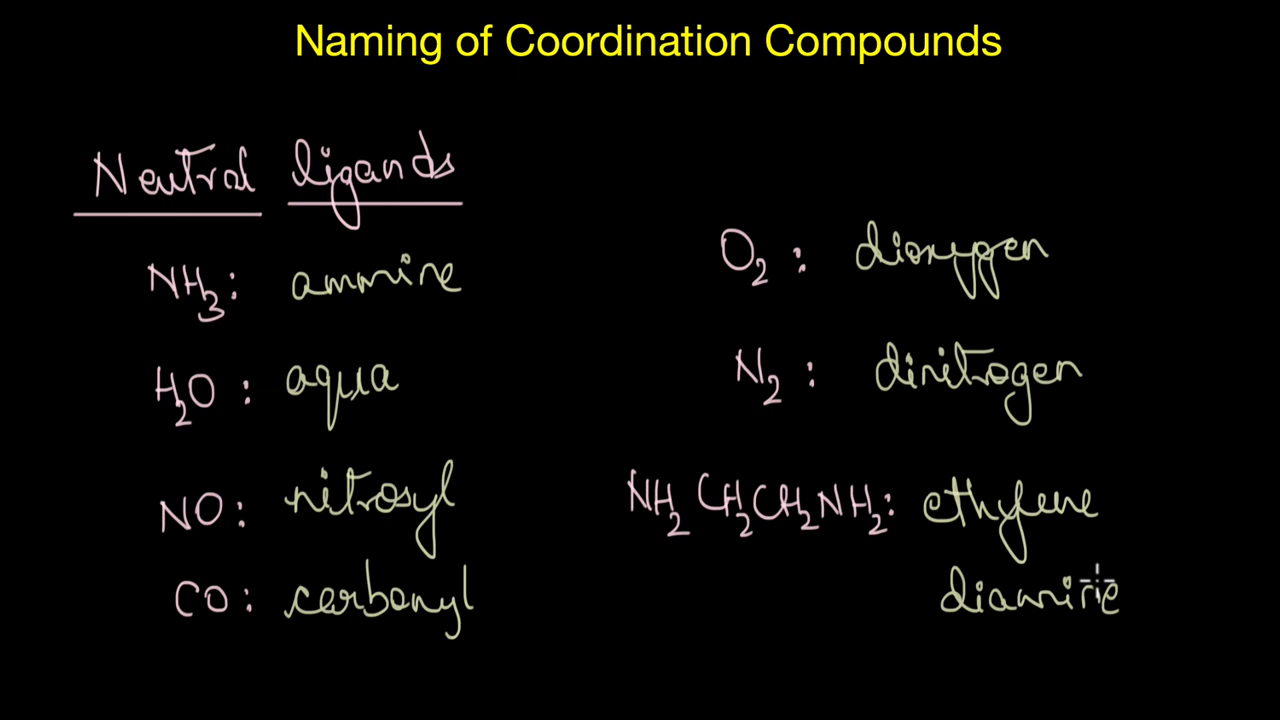 Naming of Coordination Compounds
Neutral ligands
NH₃: ammine
H₂O: aqua
NO: nitrosyl
CO: carbonyl
O₂: dioxygen
N₂: dinitrogen
NH₂CH₂CH₂NH₂: ethylene
diamine